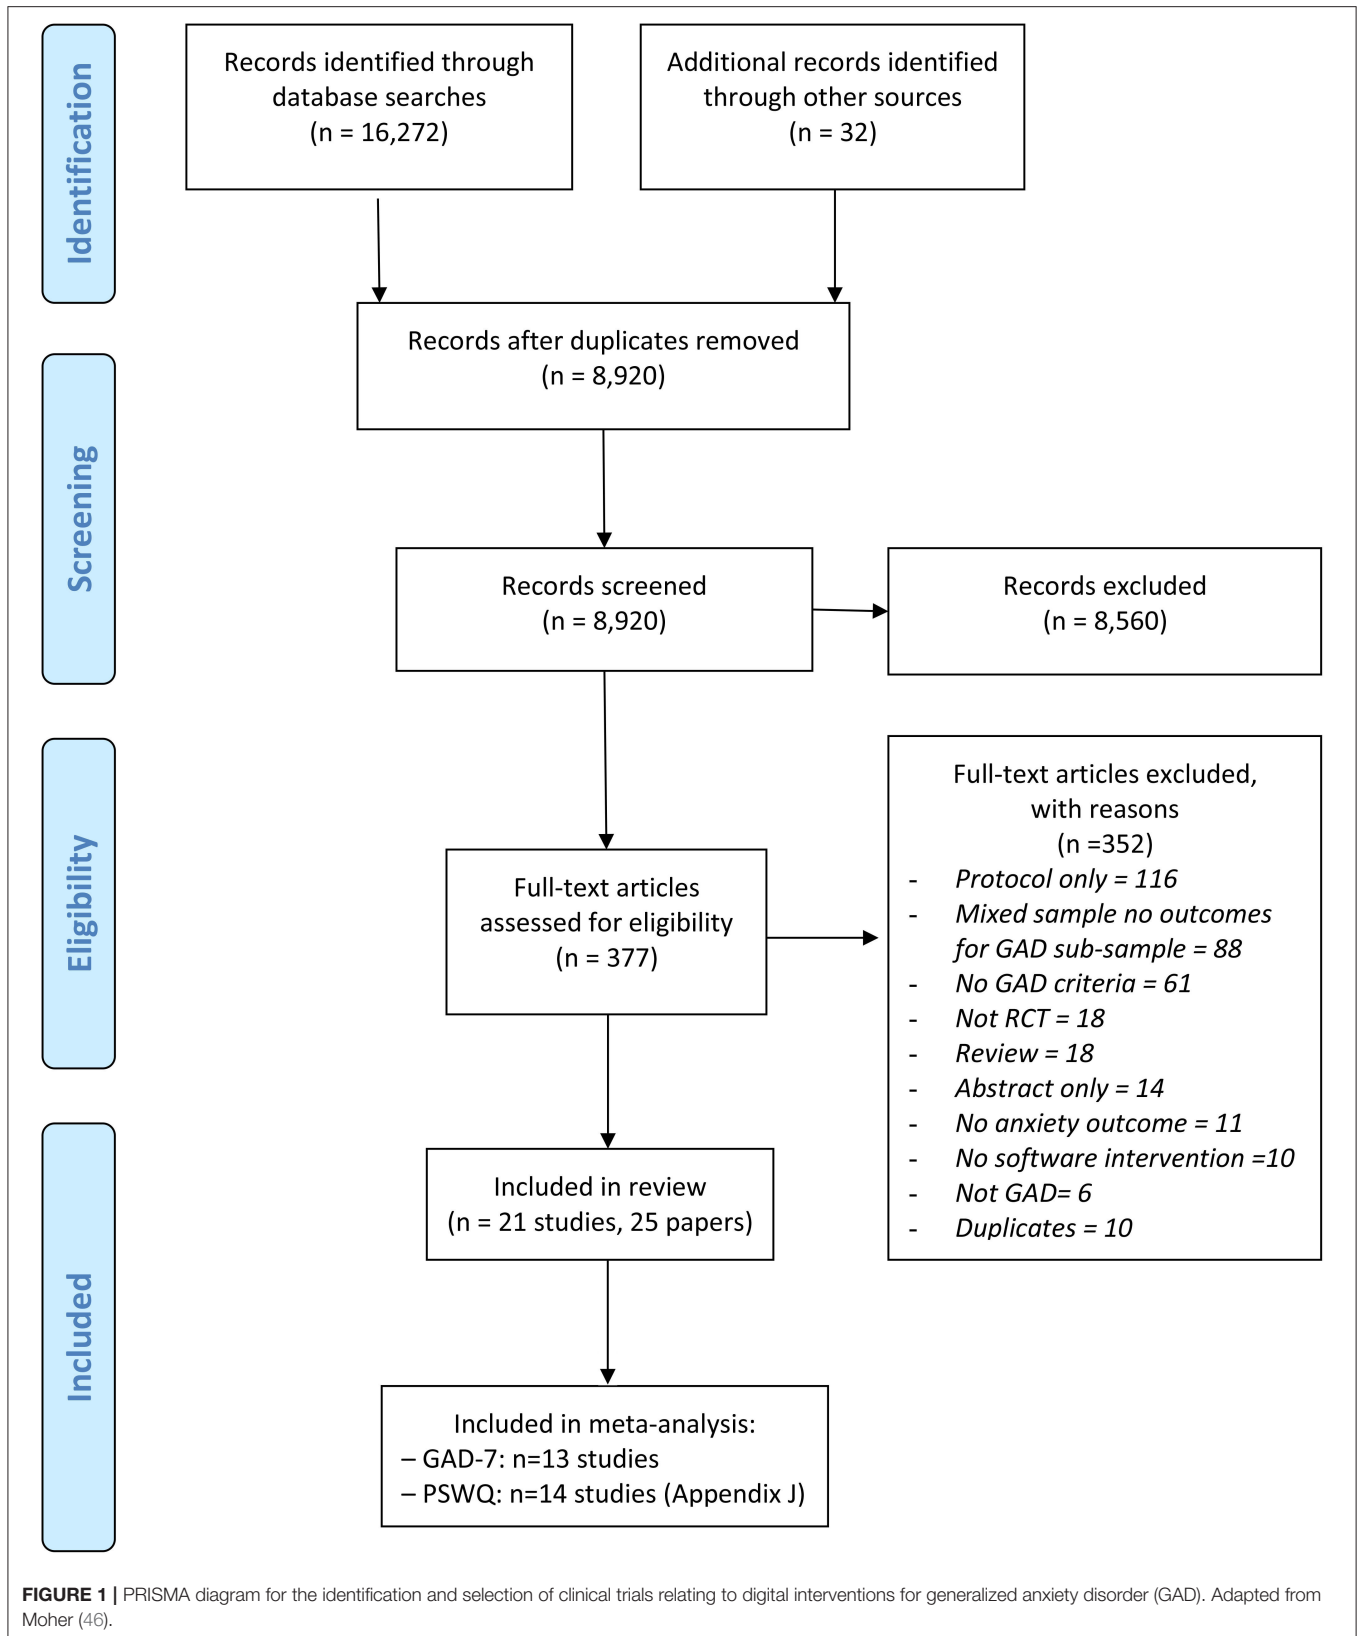 Identification
Records identified through
database searches
(n = 16,272)
Additional records identified
through other sources
(n = 32)
Records after duplicates removed
(n = 8,920)
Screening
Records screened
(n = 8,920)
Records excluded
(n = 8,560)
Eligibility
Full-text articles
assessed for eligibility
(n = 377)
Full-text articles excluded,
with reasons
(n =352)
- Protocol only = 116
- Mixed sample no outcomes
for GAD sub-sample = 88
- No GAD criteria = 61
- Not RCT = 18
- Review = 18
- Abstract only = 14
- No anxiety outcome = 11
- No software intervention =10
- Not GAD= 6
- Duplicates = 10
Included
Included in review
(n = 21 studies, 25 papers)
Included in meta-analysis:
– GAD-7: n=13 studies
– PSWQ: n=14 studies (Appendix J)
FIGURE 1 | PRISMA diagram for the identification and selection of clinical trials relating to digital interventions for generalized anxiety disorder (GAD). Adapted from
Moher (46).